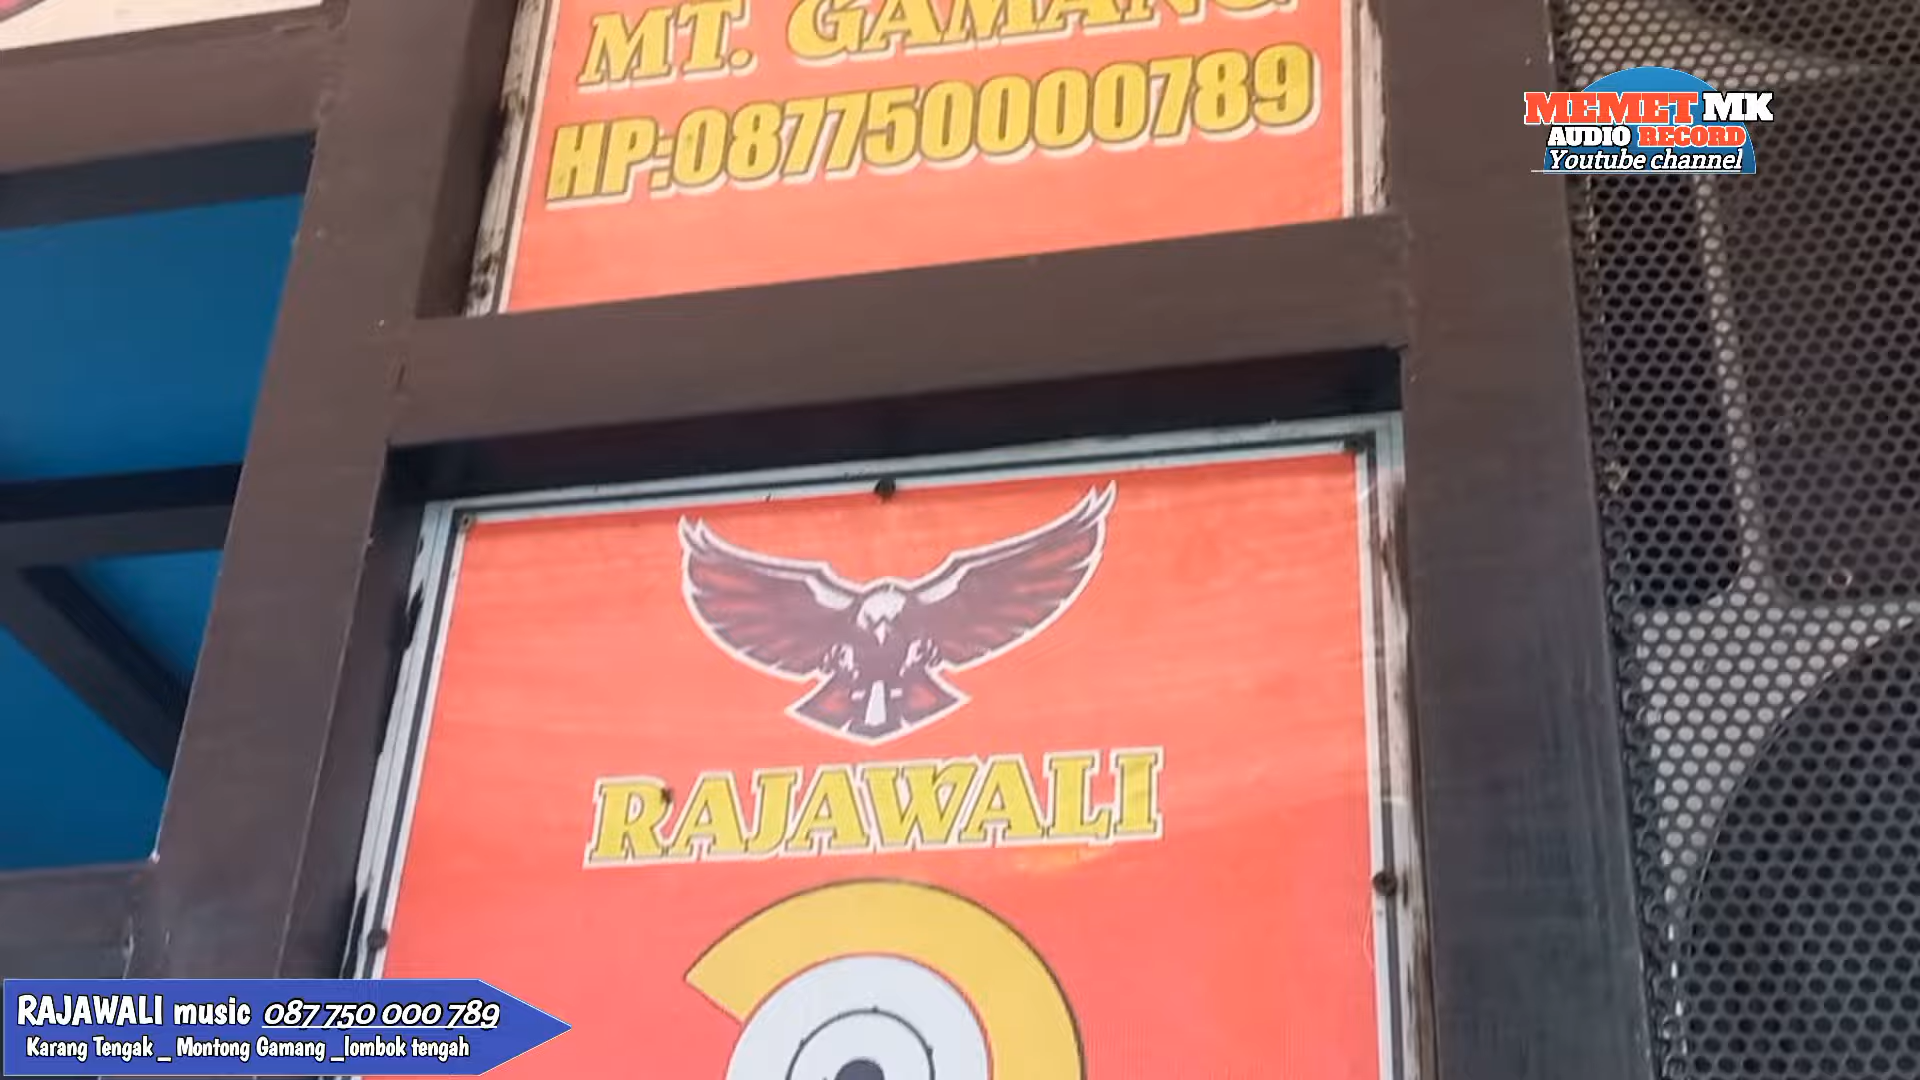 MT. GAMANG
HP:087750000789
MEMET MK
AUDIO RECORD
Youtube channel
RAJAWALI
RAJAWALI music 087 750 000 789
Karang Tengak _ Montong Gamang _lombok tengah